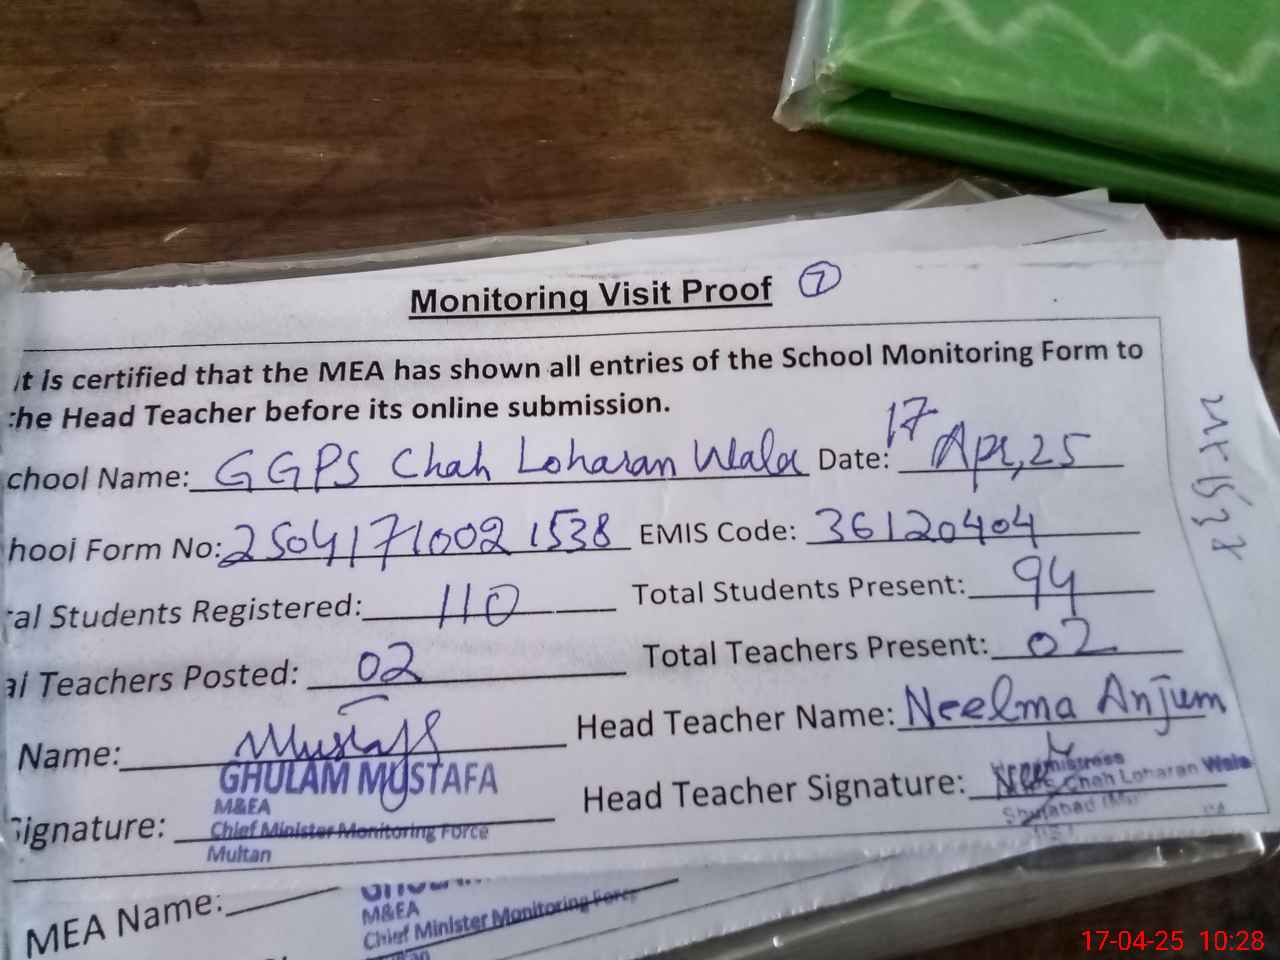 Monitoring Visit Proof 7
It is certified that the MEA has shown all entries of the School Monitoring Form to
the Head Teacher before its online submission.
chool Name: GGPS Chah Loharan Wala Date: 17 Apr, 25
hool Form No: 2504171002 1538 EMIS Code: 36120404
al Students Registered: 110 Total Students Present: 94
al Teachers Posted: 02 Total Teachers Present: 02
Name: Mustafa Head Teacher Name: Neelma Anjum
GHULAM MUSTAFA
M&EA
Signature: Chief Minister Monitoring Force Head Teacher Signature: Chah Loharan Wala
Multan
MEA Name:
M&EA
Chief Minister Monitoring Force
17-04-25 10:28